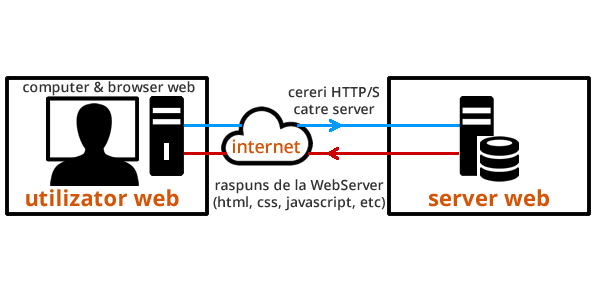 computer & browser web
utilizator web
internet
cereri HTTP/S
catre server
raspuns de la WebServer
(html, css, javascript, etc)
server web